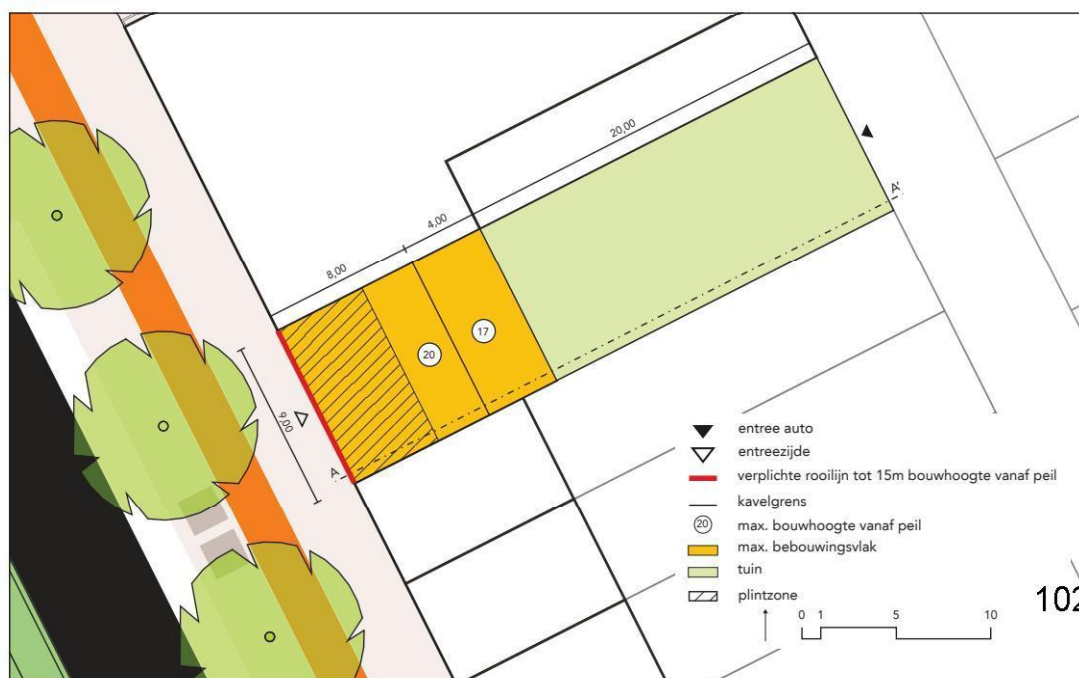 20,00
4,00
8,00
A'
17
20
9,00
A
entree auto
entreezijde
verplichte rooilijn tot 15m bouwhoogte vanaf peil
kavelgrens
20 max. bouwhoogte vanaf peil
max. bebouwingsvlak
tuin
plintzone
102
0 1 5 10